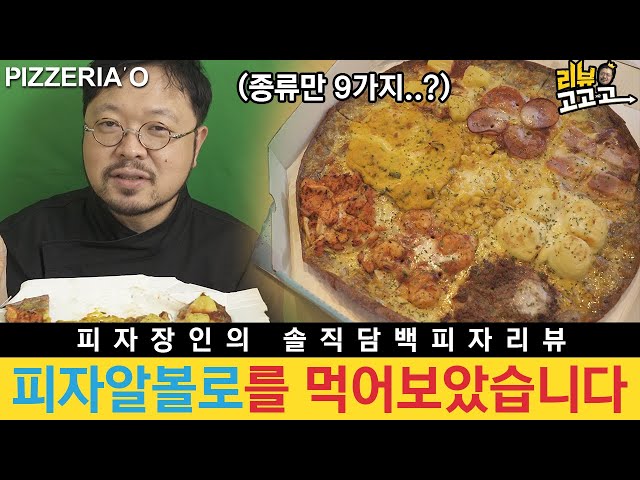 PIZZERIA'O
(종류만 9가지..?)
리뷰
고고고
피자장인의 솔직담백피자리뷰
피자알볼로를 먹어보았습니다